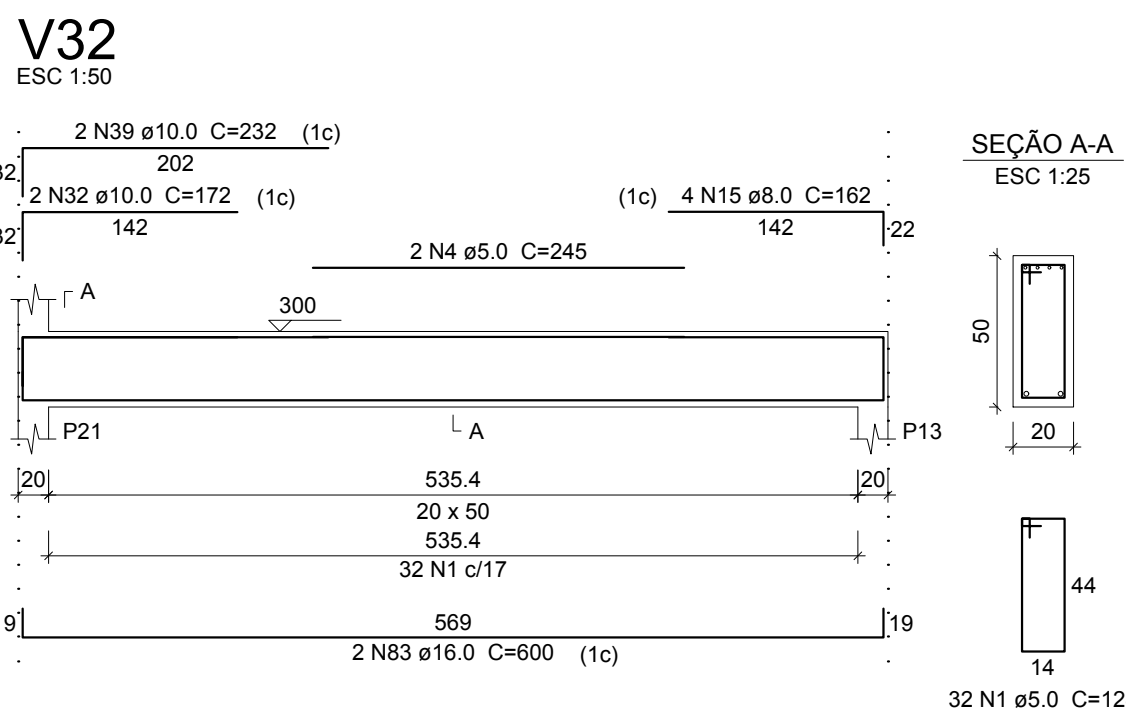 V32
ESC 1:50
2 N39 ø10.0 C=232 (1c)
202
2 N32 ø10.0 C=172 (1c)
142
(1c) 4 N15 ø8.0 C=162
142
22
2 N4 ø5.0 C=245
A
300
A
P21
P13
20
535.4
20
20 x 50
535.4
32 N1 c/17
9
569
19
2 N83 ø16.0 C=600 (1c)
SEÇÃO A-A
ESC 1:25
50
20
44
14
32 N1 ø5.0 C=12